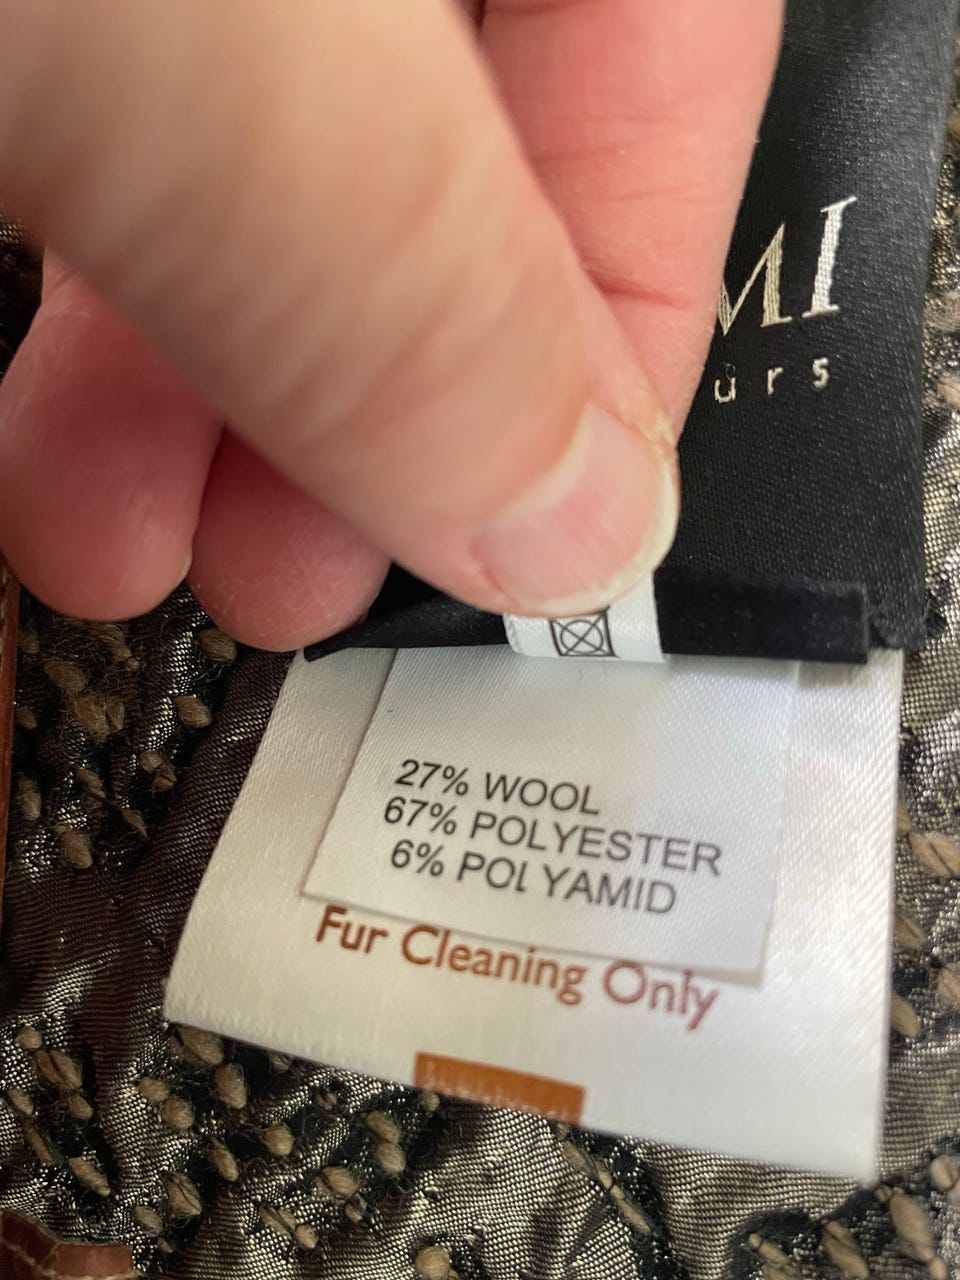 MI
urs
27% WOOL
67% POLYESTER
6% POLYAMID
Fur Cleaning Only